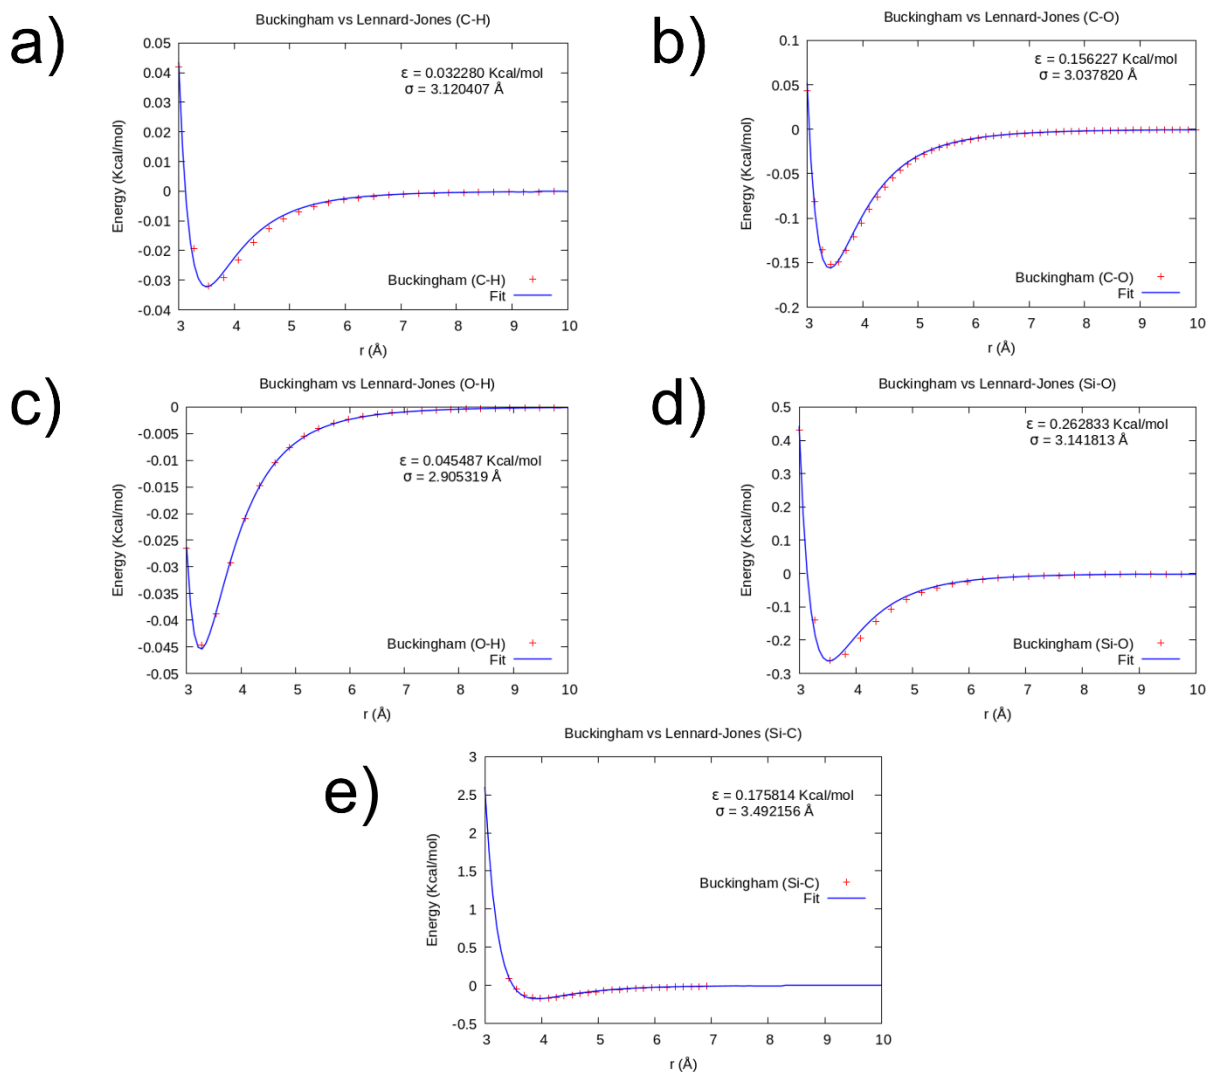 a)
Buckingham vs Lennard-Jones (C-H)
ε = 0.032280 Kcal/mol
σ = 3.120407 Å
Energy (Kcal/mol)
0.05
0.04
0.03
0.02
0.01
0
-0.01
-0.02
-0.03
-0.04
Buckingham (C-H)
Fit
3 4 5 6 7 8 9 10
r (Å)
b)
Buckingham vs Lennard-Jones (C-O)
ε = 0.156227 Kcal/mol
σ = 3.037820 Å
Energy (Kcal/mol)
0.1
0.05
0
-0.05
-0.1
-0.15
-0.2
Buckingham (C-O)
Fit
3 4 5 6 7 8 9 10
r (Å)
c)
Buckingham vs Lennard-Jones (O-H)
ε = 0.045487 Kcal/mol
σ = 2.905319 Å
Energy (Kcal/mol)
0
-0.005
-0.01
-0.015
-0.02
-0.025
-0.03
-0.035
-0.04
-0.045
-0.05
Buckingham (O-H)
Fit
3 4 5 6 7 8 9 10
r (Å)
d)
Buckingham vs Lennard-Jones (Si-O)
ε = 0.262833 Kcal/mol
σ = 3.141813 Å
Energy (Kcal/mol)
0.5
0.4
0.3
0.2
0.1
0
-0.1
-0.2
-0.3
Buckingham (Si-O)
Fit
3 4 5 6 7 8 9 10
r (Å)
e)
Buckingham vs Lennard-Jones (Si-C)
ε = 0.175814 Kcal/mol
σ = 3.492156 Å
Energy (Kcal/mol)
3
2.5
2
1.5
1
0.5
0
-0.5
Buckingham (Si-C)
Fit
3 4 5 6 7 8 9 10
r (Å)